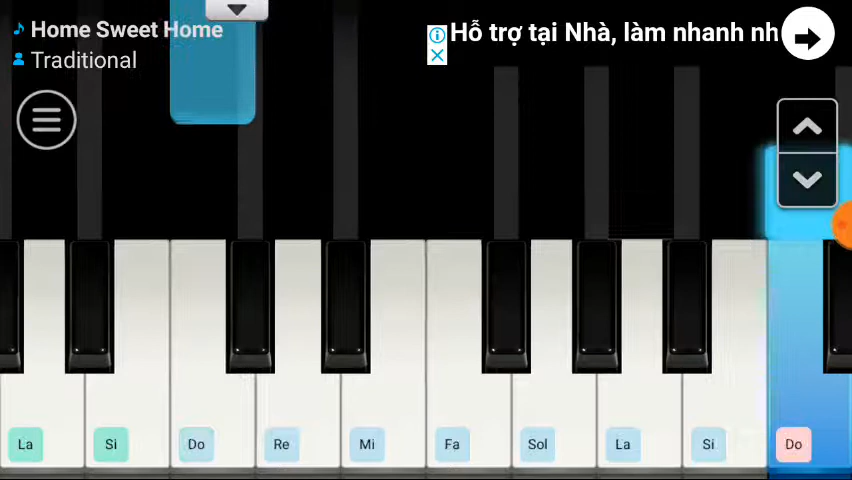 Home Sweet Home
Traditional
Hỗ trợ tại Nhà, làm nhanh nh
La Si Do Re Mi Fa Sol La Si Do